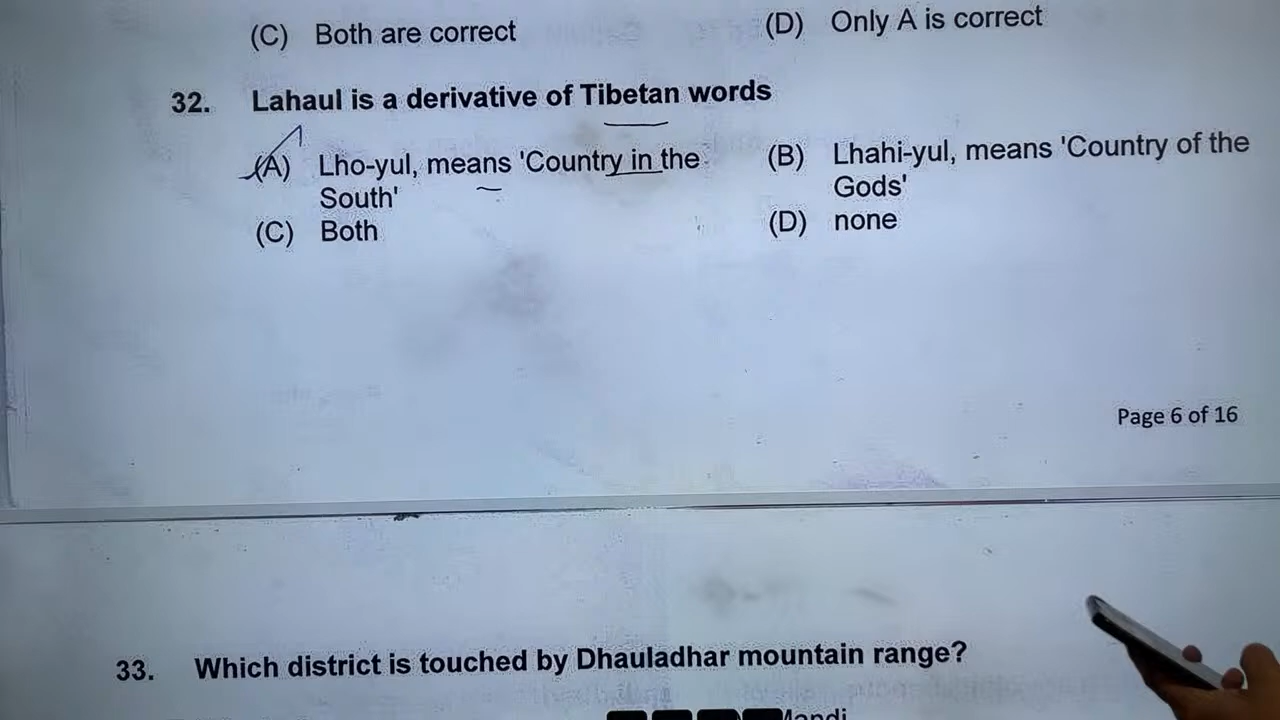 (C) Both are correct (D) Only A is correct
32. Lahaul is a derivative of Tibetan words
(A) Lho-yul, means 'Country in the South' (B) Lhahi-yul, means 'Country of the Gods'
(C) Both (D) none
Page 6 of 16
33. Which district is touched by Dhauladhar mountain range?
Mandi